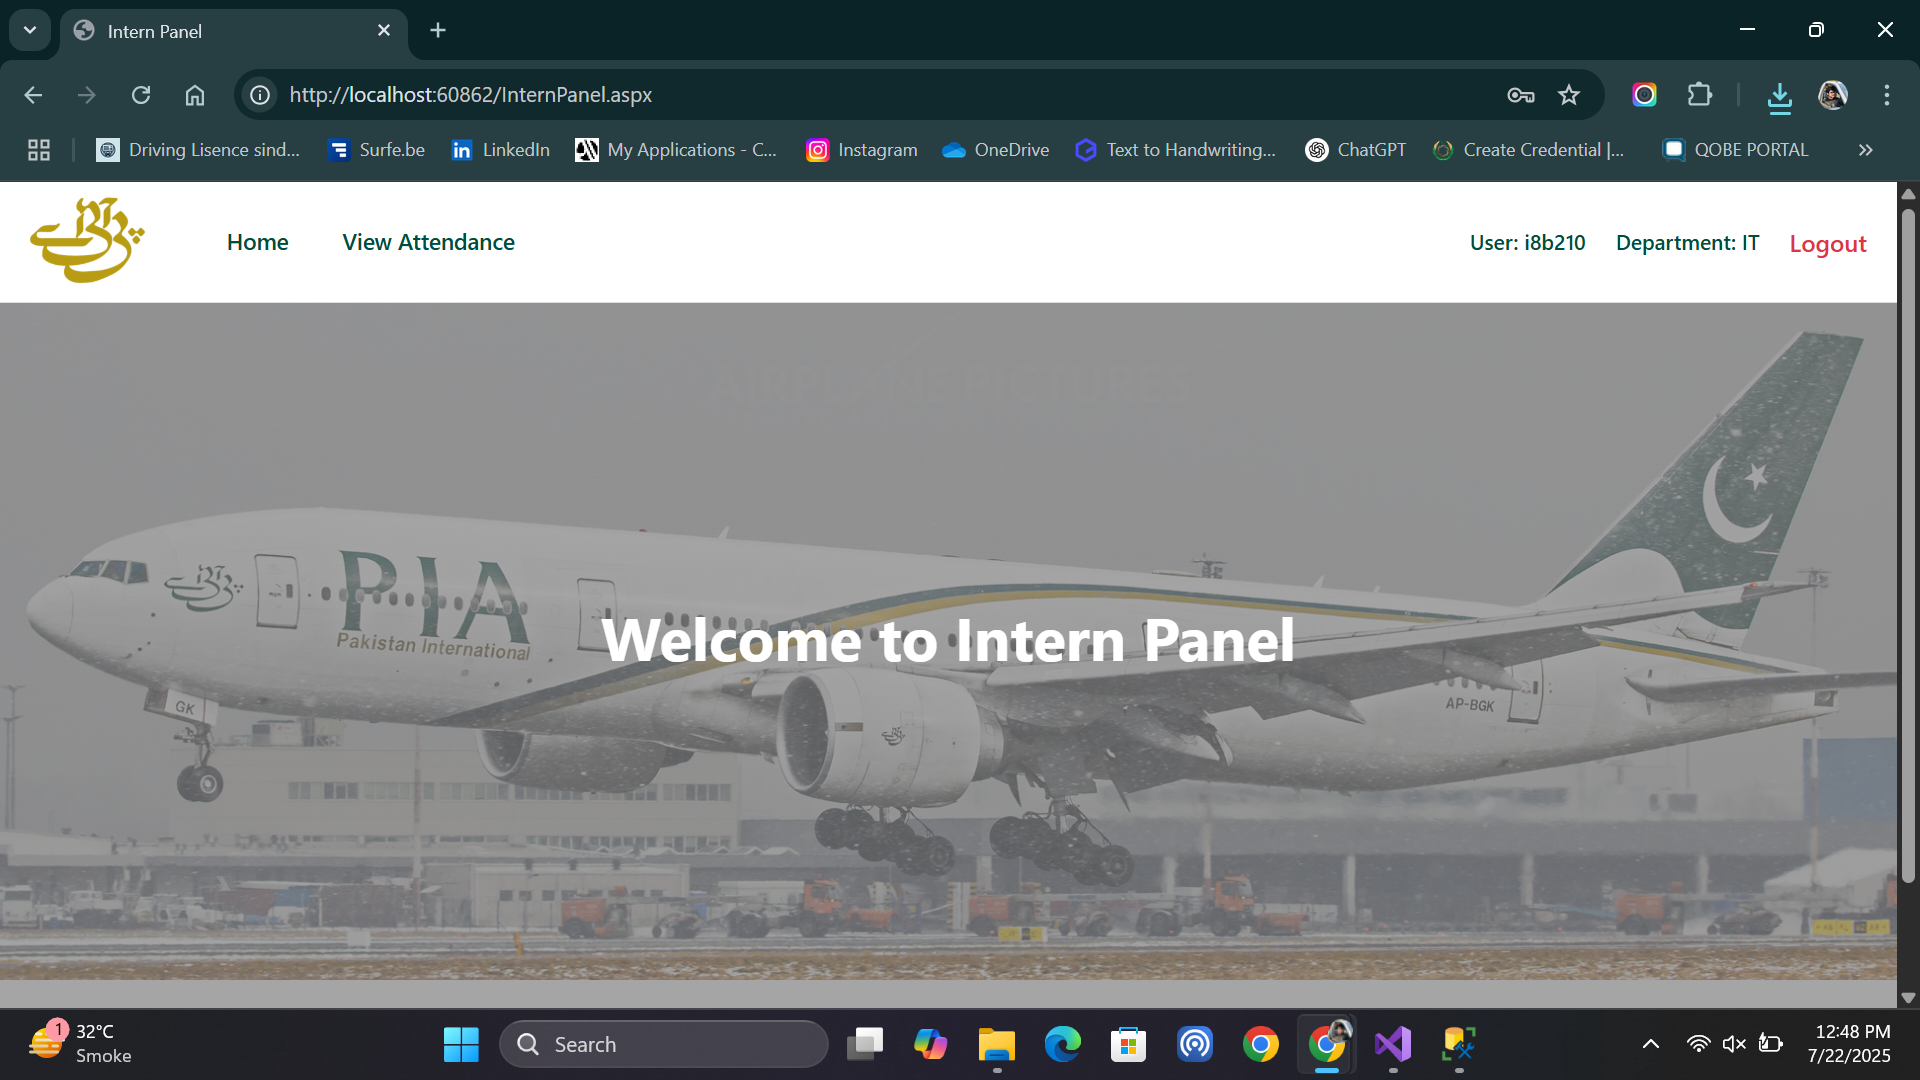 Intern Panel
http://localhost:60862/InternPanel.aspx
Driving Lisence sind...
Surfe.be
LinkedIn
My Applications - C...
Instagram
OneDrive
Text to Handwriting...
ChatGPT
Create Credential |...
QOBE PORTAL
Home
View Attendance
User: i8b210
Department: IT
Logout
AIRPLANE PICTURES
PIA
Pakistan International
Welcome to Intern Panel
GK
AP-BGK
1
32°C
Smoke
Search
12:48 PM
7/22/2025